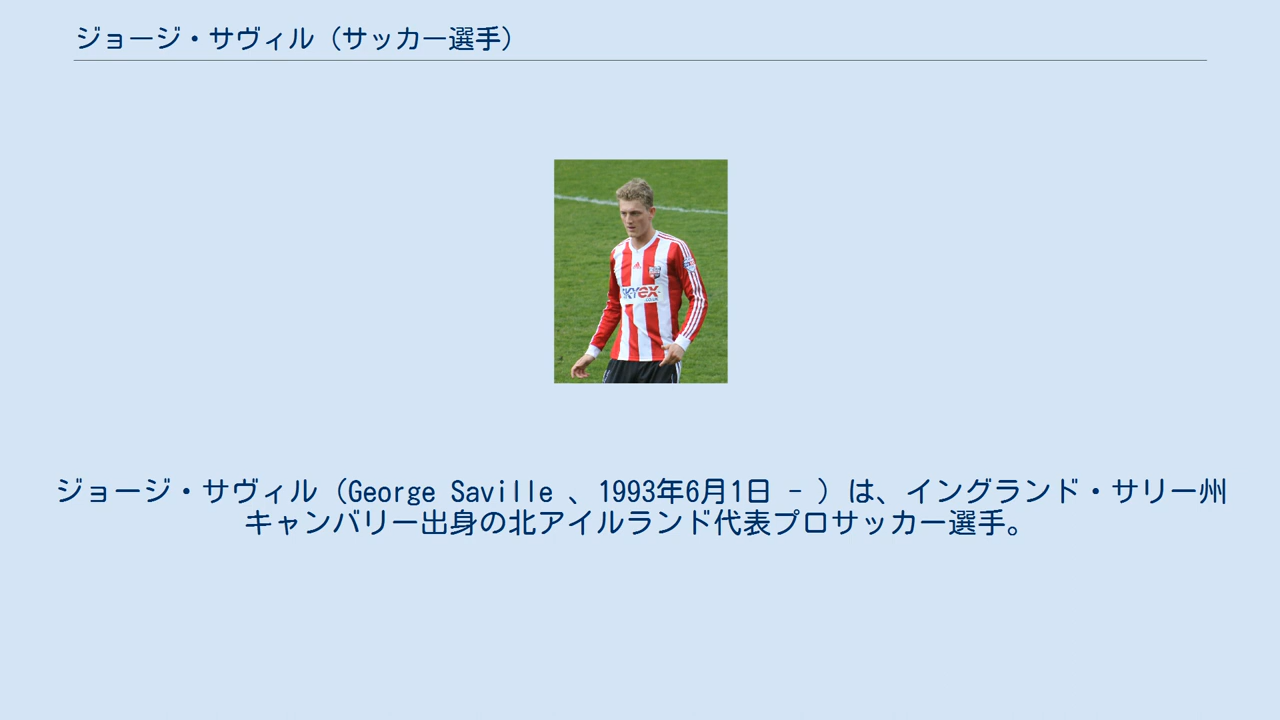 ジョージ・サヴィル（サッカー選手）
SKYEX
ジョージ・サヴィル（George Saville 、1993年6月1日 - ）は、イングランド・サリー州
キャンバリー出身の北アイルランド代表プロサッカー選手。